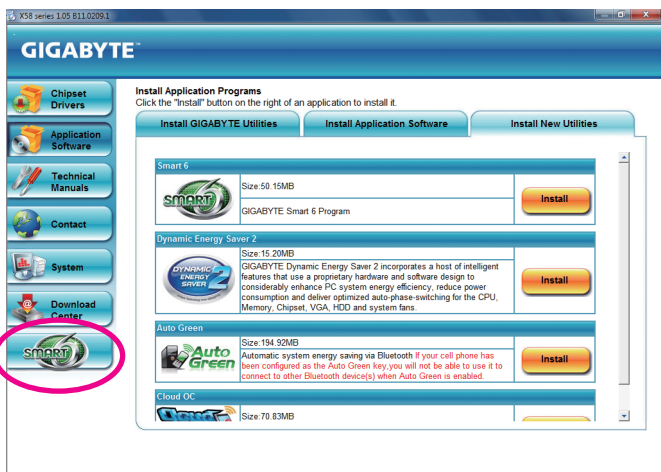 X58 series 1.05 B11.0209.1
GIGABYTE™
Chipset
Drivers
Application
Software
Technical
Manuals
Contact
System
Download
Center
SMART 6
Install Application Programs
Click the "Install" button on the right of an application to install it.
Install GIGABYTE Utilities
Install Application Software
Install New Utilities
Smart 6
SMART 6
Size:50.15MB
GIGABYTE Smart 6 Program
Install
Dynamic Energy Saver 2
DYNAMIC
ENERGY
SAVER 2
Size:15.20MB
GIGABYTE Dynamic Energy Saver 2 incorporates a host of intelligent
features that use a proprietary hardware and software design to
considerably enhance PC system energy efficiency, reduce power
consumption and deliver optimized auto-phase-switching for the CPU,
Memory, Chipset, VGA, HDD and system fans.
Install
Auto Green
Auto
Green
Size:194.92MB
Automatic system energy saving via Bluetooth If your cell phone has
been configured as the Auto Green key,you will not be able to use it to
connect to other Bluetooth device(s) when Auto Green is enabled.
Install
Cloud OC
Size:70.83MB